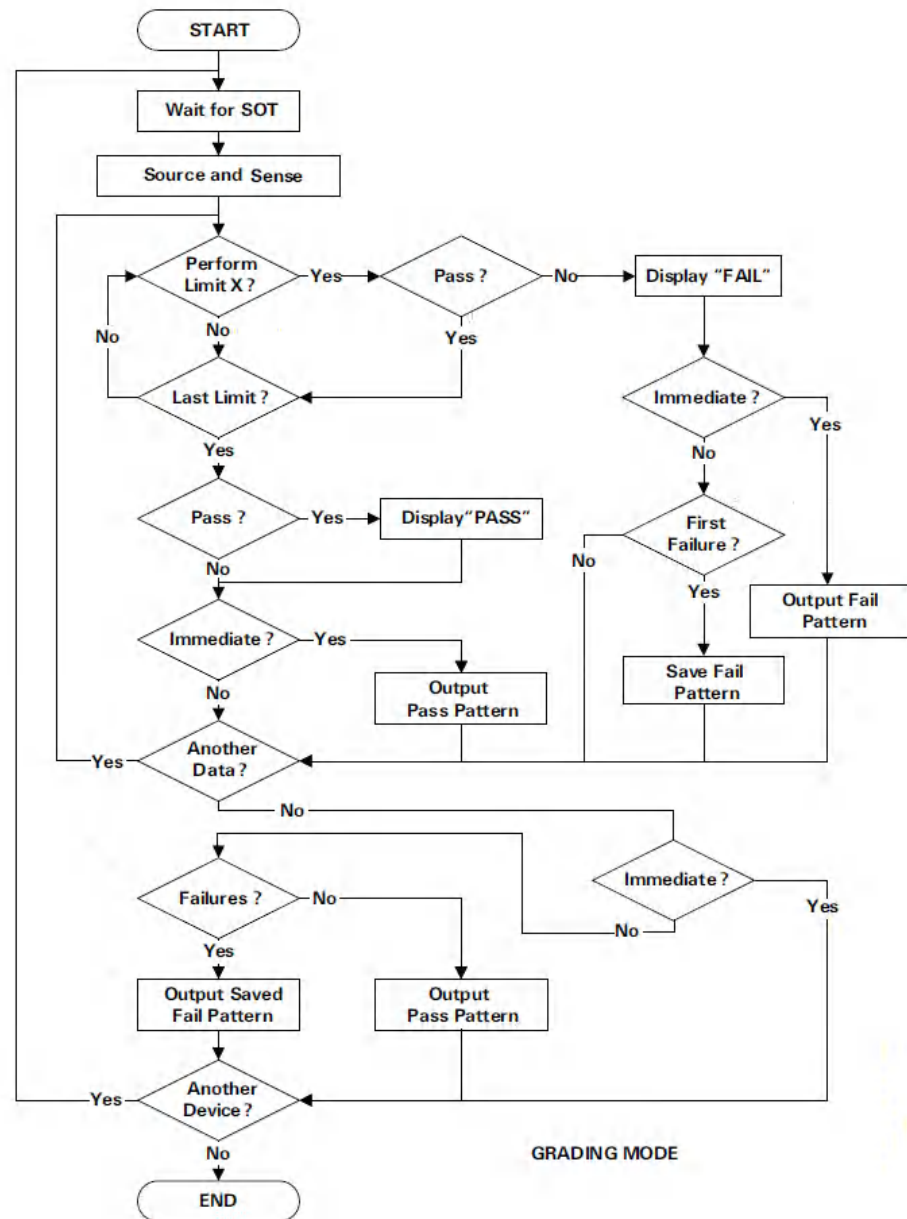 START
Wait for SOT
Source and Sense
Perform
Limit X ?
Yes
Pass ?
No
Display "FAIL"
No
No
Yes
Last Limit ?
Immediate ?
Yes
Yes
No
Pass ?
Yes
Display"PASS"
First
Failure ?
No
No
Yes
Immediate ?
Yes
Output Fail
Pattern
No
Output
Pass Pattern
Save Fail
Pattern
Yes
Another
Data ?
No
Failures ?
No
Immediate ?
Yes
No
Yes
Output Saved
Fail Pattern
Output
Pass Pattern
Yes
Another
Device ?
No
GRADING MODE
END